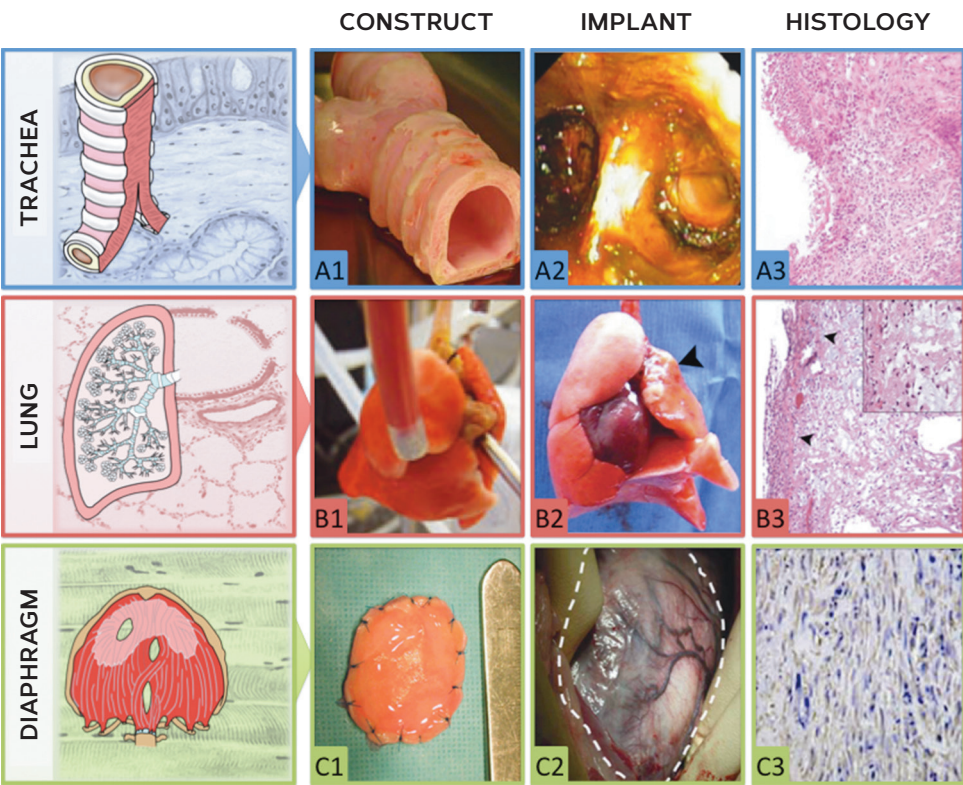 CONSTRUCT IMPLANT HISTOLOGY
TRACHEA
A1 A2 A3
LUNG
B1 B2 B3
DIAPHRAGM
C1 C2 C3